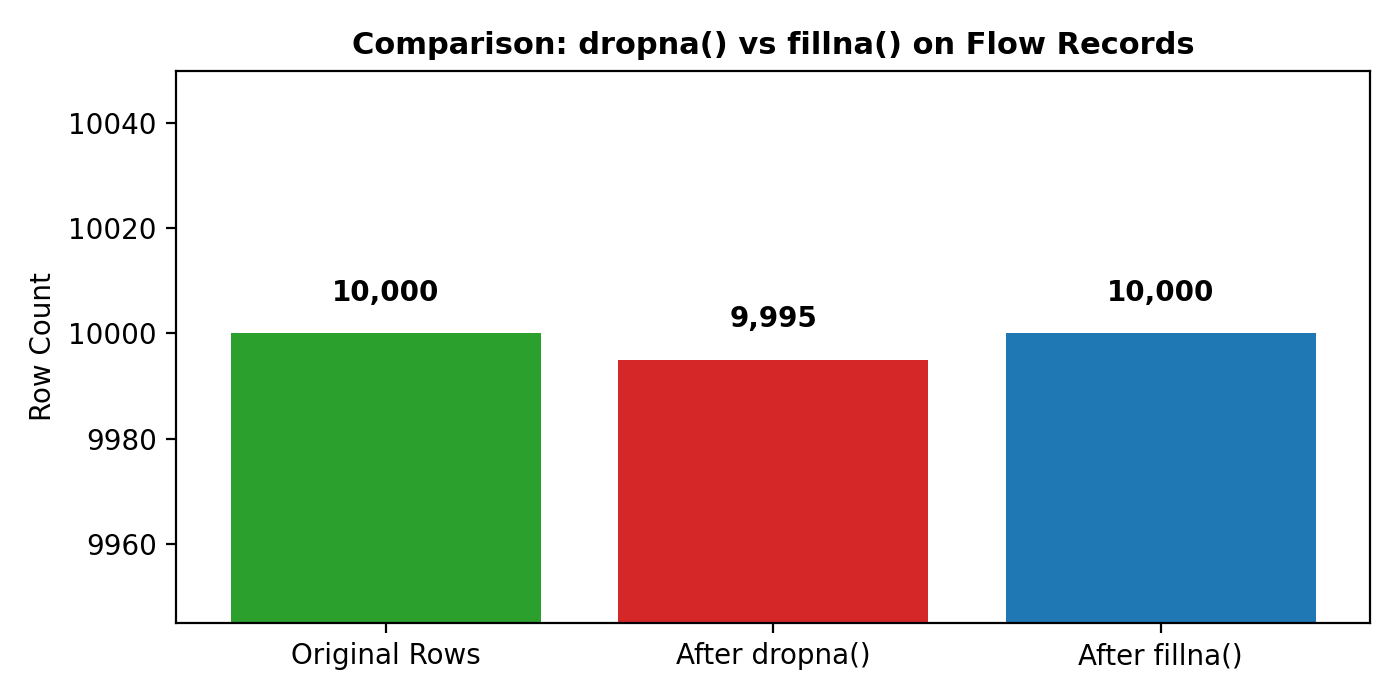 Comparison: dropna() vs fillna() on Flow Records
Row Count
10040
10020
10000
9980
9960
10,000
9,995
10,000
Original Rows
After dropna()
After fillna()